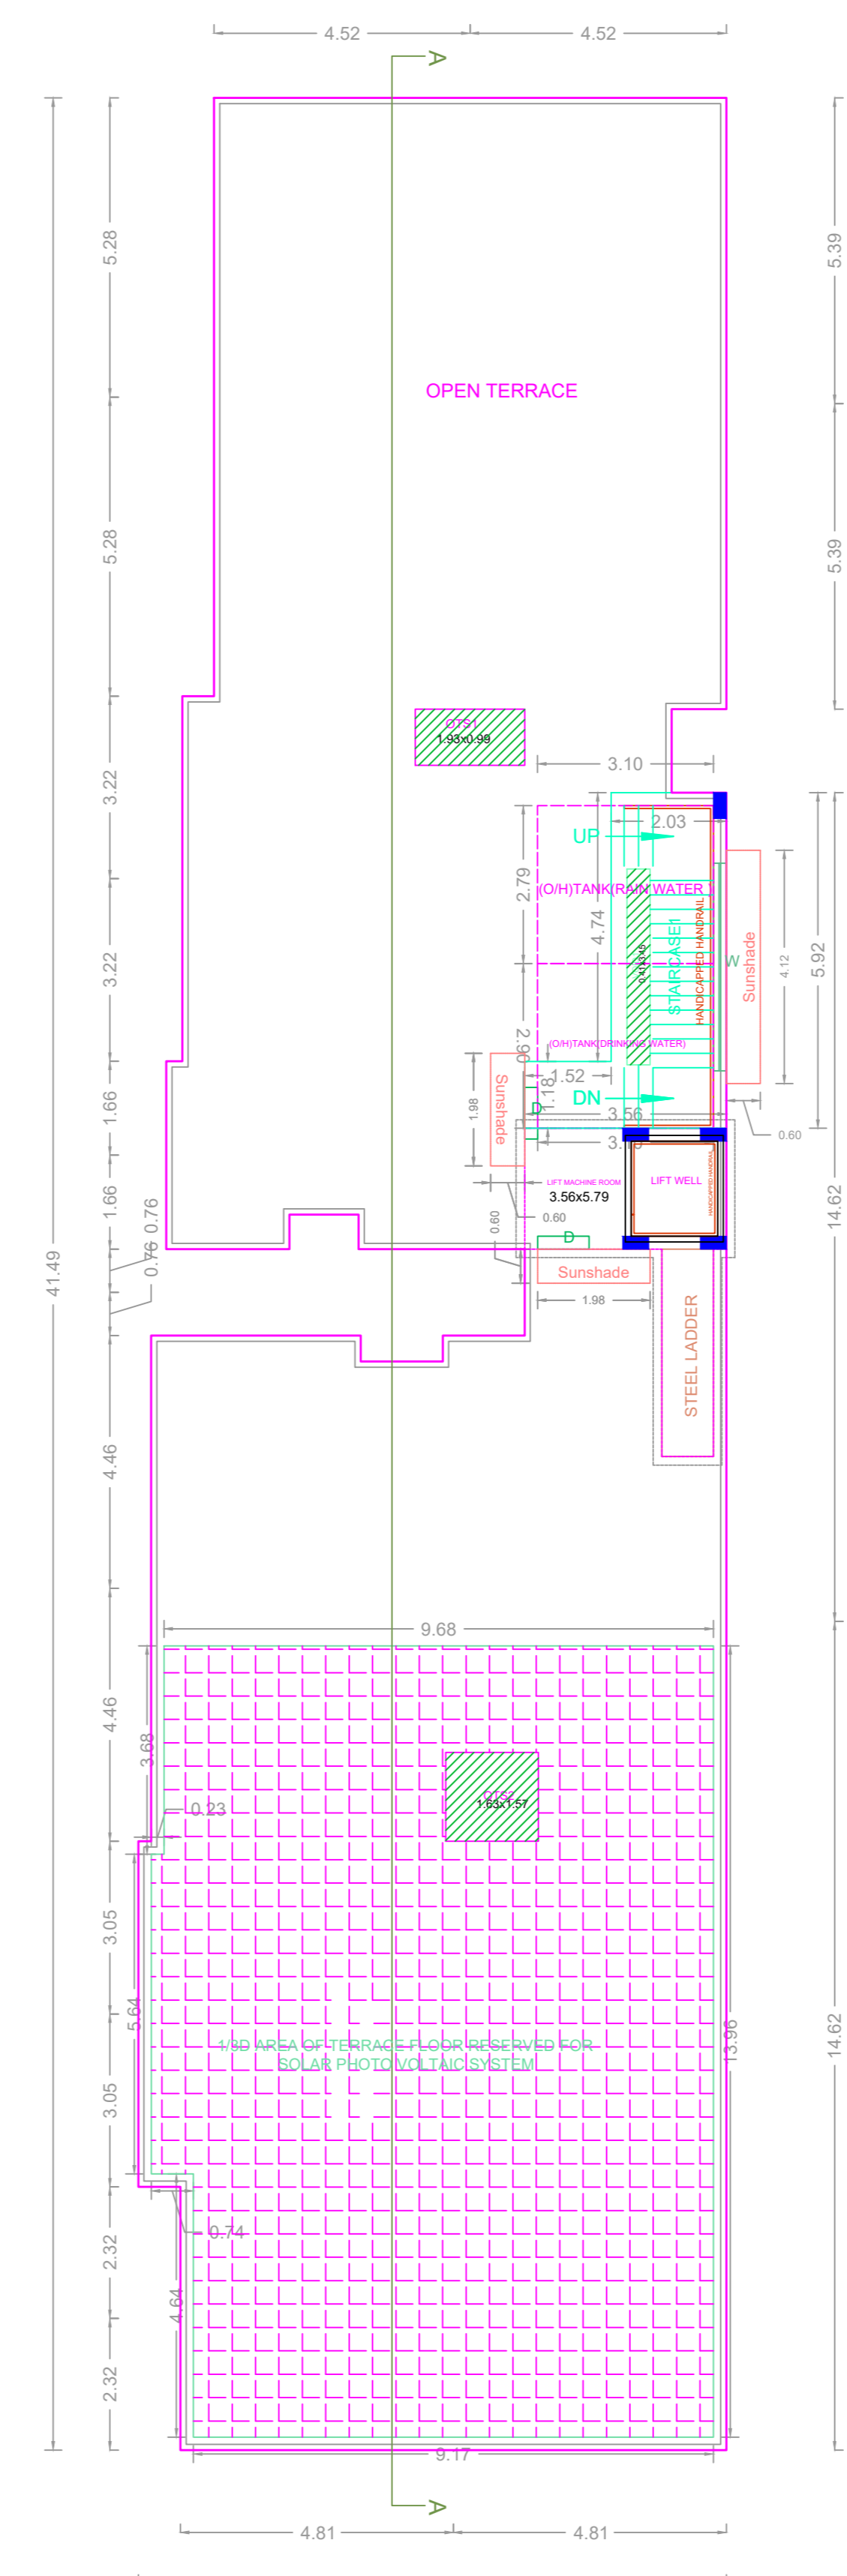 4.52
4.52
A
5.28
5.39
OPEN TERRACE
5.28
5.39
OTS1
1.93x0.99
3.22
3.10
UP
2.03
2.79
(O/H)TANK(RAIN WATER )
4.74
STAIRCASE1
HANDICAPPED HANDRAIL
W
Sunshade
4.12
5.92
3.22
2.90
(O/H)TANK(DRINKING WATER)
1.52
1.18
Sunshade
1.98
D
DN
3.56
0.60
1.66
1.66
LIFT MACHINE ROOM
3.56x5.79
LIFT WELL
HANDICAPPED HANDRAIL
14.62
0.60
0.60
0.76
0.76
D
Sunshade
1.98
41.49
STEEL LADDER
4.46
9.68
4.46
3.68
OTS2
1.63x1.57
0.23
3.05
5.64
13.96
14.62
1/3D AREA OF TERRACE FLOOR RESERVED FOR
SOLAR PHOTO VOLTAIC SYSTEM
3.05
0.74
2.32
4.64
2.32
9.17
A
4.81
4.81